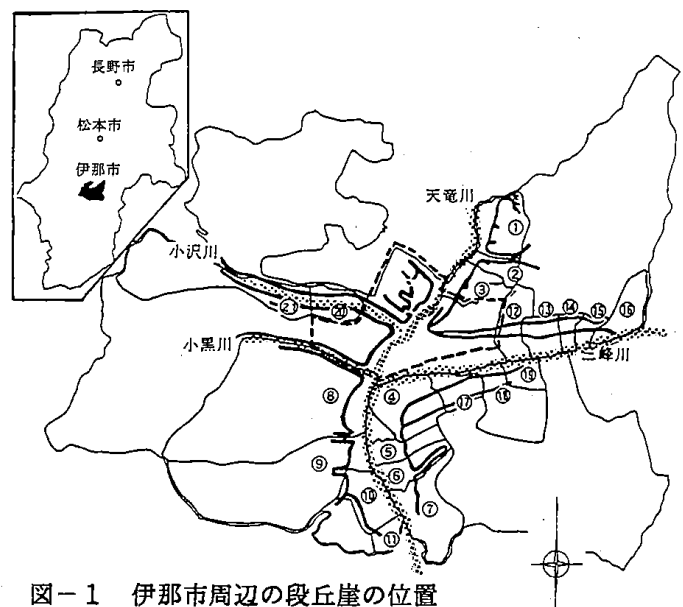 長野市
松本市
伊那市
天竜川
小沢川
小黒川
三峰川
①
②
③
④
⑤
⑥
⑦
⑧
⑨
⑩
⑪
⑫
⑬
⑭
⑮
⑯
⑰
⑱
⑲
⑳
図-1 伊那市周辺の段丘崖の位置